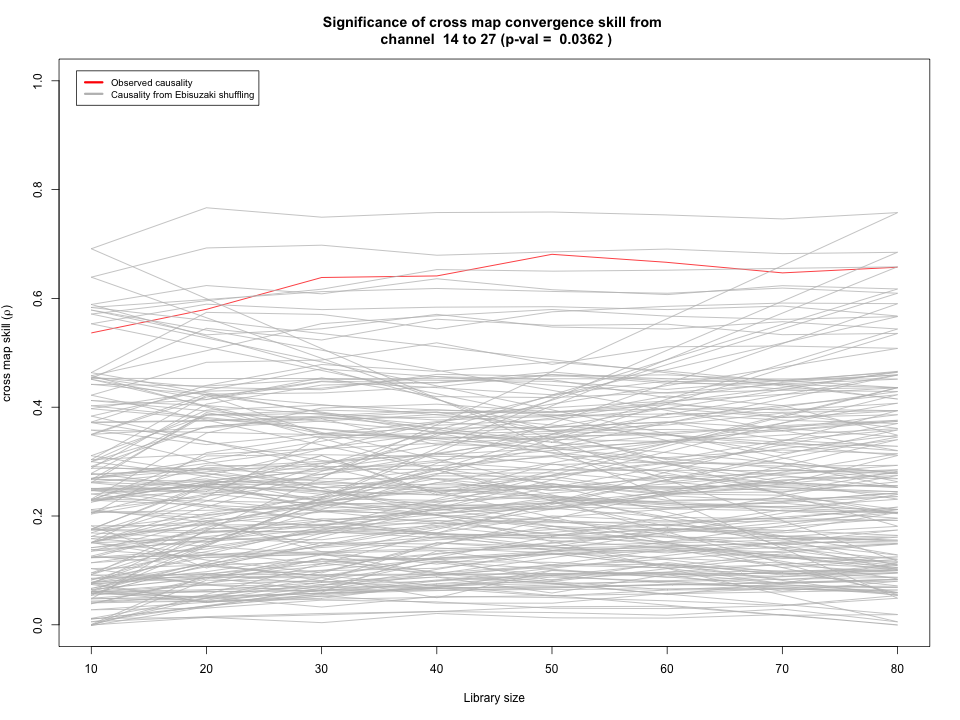 Significance of cross map convergence skill from
channel  14 to 27 (p-val =  0.0362 )
Observed causality
Causality from Ebisuzaki shuffling
cross map skill (ρ)
1.0
0.8
0.6
0.4
0.2
0.0
10 20 30 40 50 60 70 80
Library size